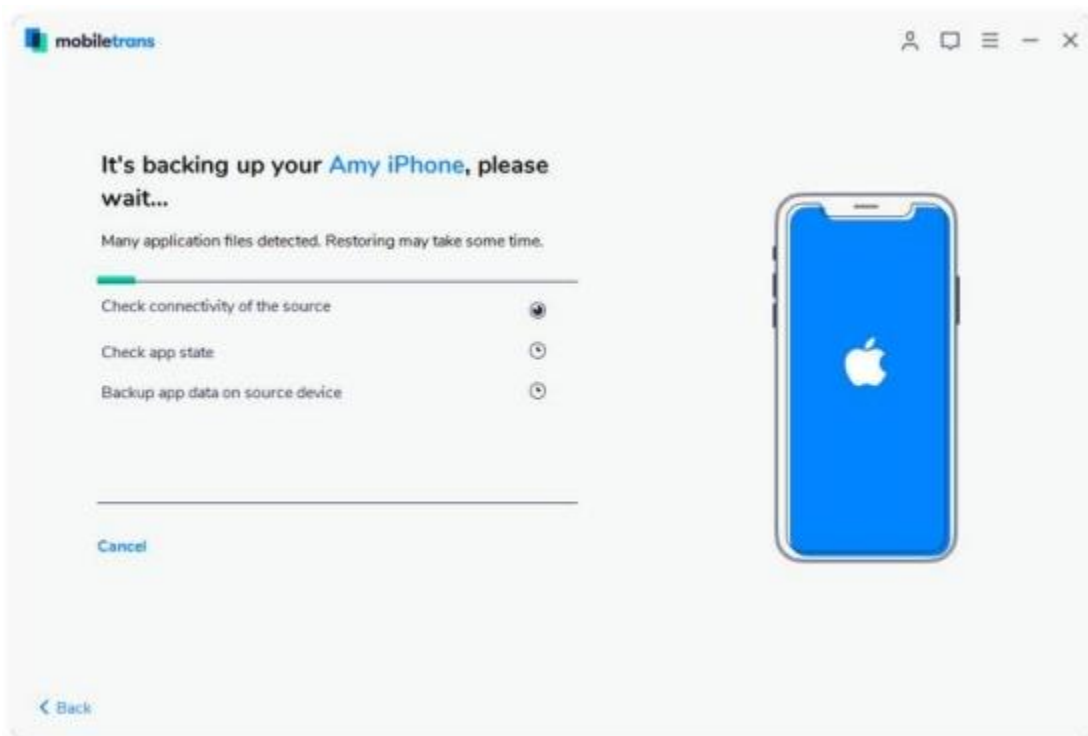 mobiletrans
It's backing up your Amy iPhone, please
wait...
Many application files detected. Restoring may take some time.
Check connectivity of the source
Check app state
Backup app data on source device
Cancel
Back